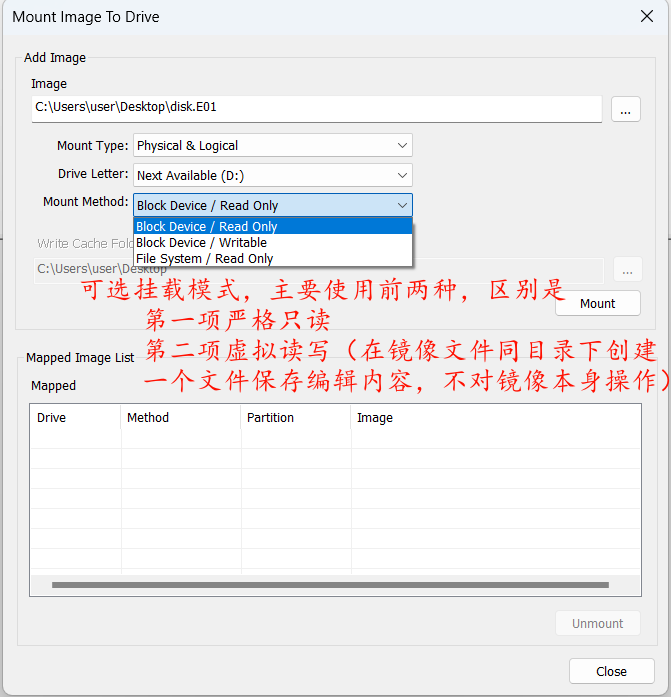 Mount Image To Drive
Add Image
Image
C:\Users\user\Desktop\disk.E01
...
Mount Type: Physical & Logical
Drive Letter: Next Available (D:)
Mount Method: Block Device / Read Only
Block Device / Read Only
Block Device / Writable
File System / Read Only
Write Cache Fol
C:\Users\user\Desktop
...
可选挂载模式，主要使用前两种，区别是
Mount
第一项严格只读
第二项虚拟读写（在镜像文件同目录下创建
Mapped Image List
一个文件保存编辑内容，不对镜像本身操作）
Mapped
Drive Method Partition Image
Unmount
Close